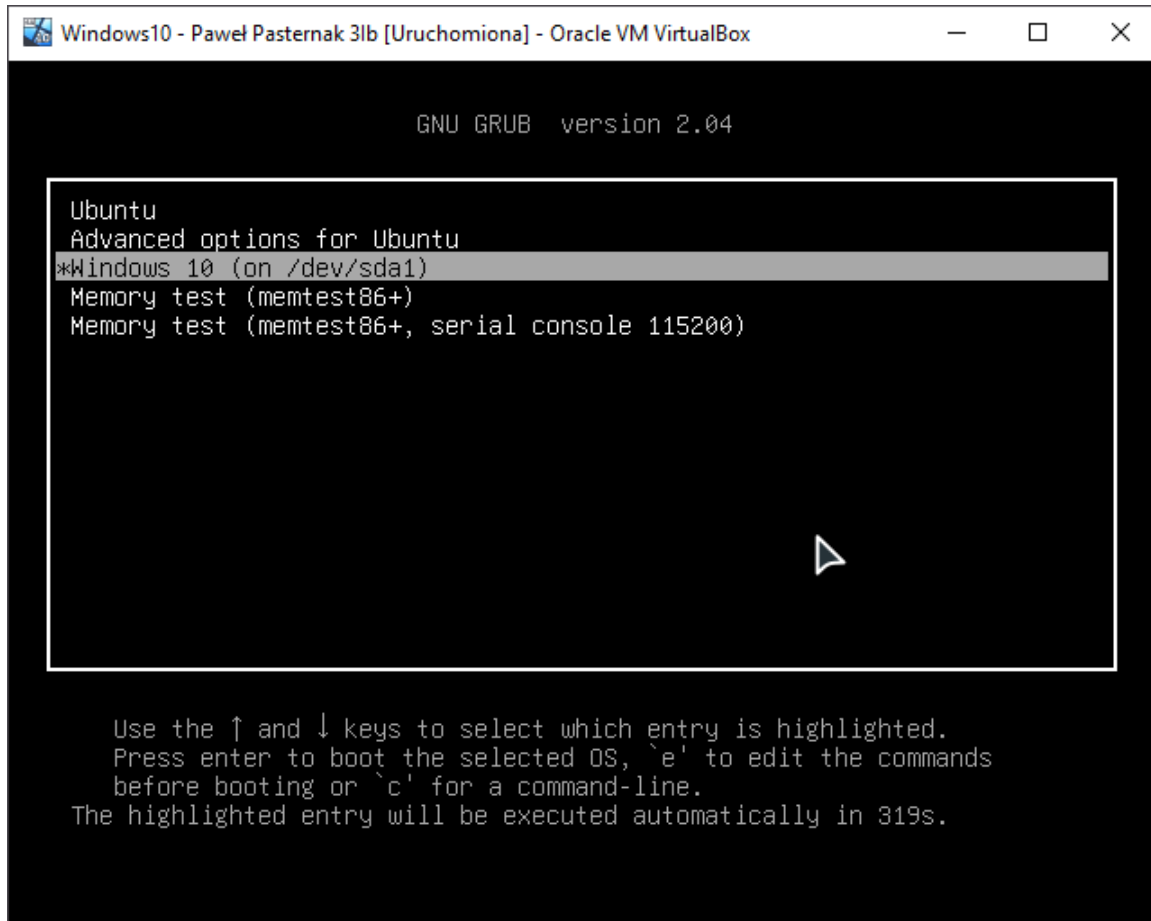 Windows10 - Paweł Pasternak 3lb [Uruchomiona] - Oracle VM VirtualBox
GNU GRUB  version 2.04
Ubuntu
Advanced options for Ubuntu
*Windows 10 (on /dev/sda1)
Memory test (memtest86+)
Memory test (memtest86+, serial console 115200)
Use the ↑ and ↓ keys to select which entry is highlighted.
Press enter to boot the selected OS, `e' to edit the commands
before booting or `c' for a command-line.
The highlighted entry will be executed automatically in 319s.